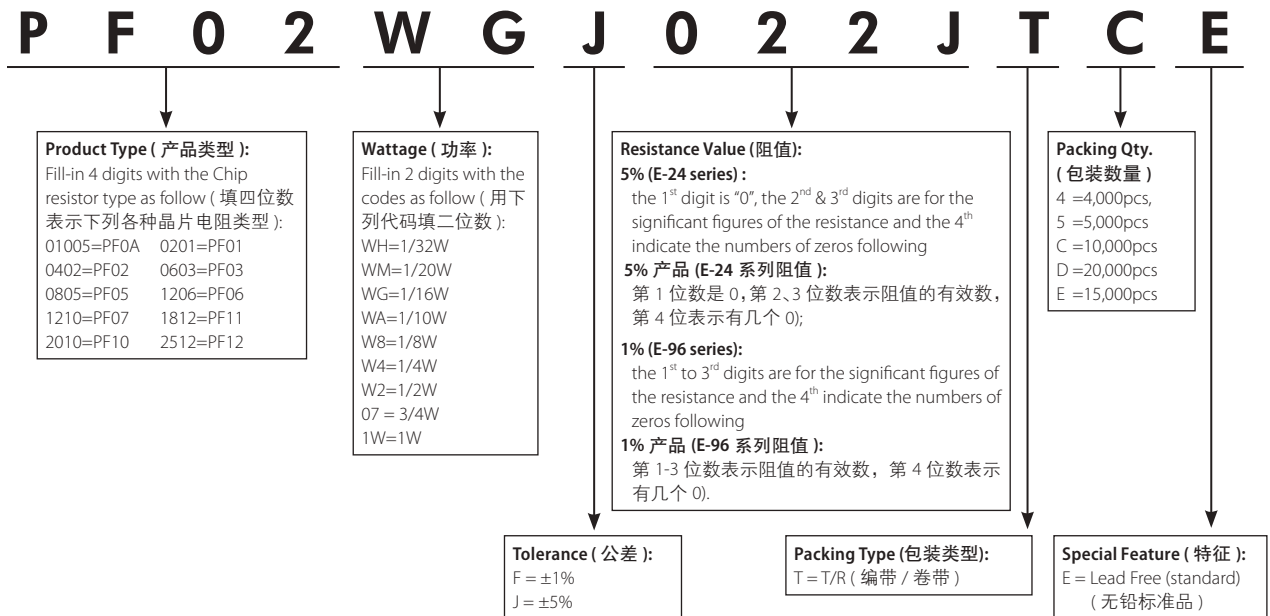 P F 0 2 W G J 0 2 2 J T C E
Product Type ( 产品类型 ):
Fill-in 4 digits with the Chip
resistor type as follow ( 填四位数
表示下列各种晶片电阻类型 ):
01005=PF0A 0201=PF01
0402=PF02 0603=PF03
0805=PF05 1206=PF06
1210=PF07 1812=PF11
2010=PF10 2512=PF12
Wattage ( 功率 ):
Fill-in 2 digits with the
codes as follow ( 用下
列代码填二位数 ):
WH=1/32W
WM=1/20W
WG=1/16W
WA=1/10W
W8=1/8W
W4=1/4W
W2=1/2W
07 = 3/4W
1W=1W
Resistance Value (阻值):
5% (E-24 series) :
the 1st digit is “0”, the 2nd & 3rd digits are for the
significant figures of the resistance and the 4th
indicate the numbers of zeros following
5% 产品 (E-24 系列阻值 ):
第 1 位数是 0, 第 2、3 位数表示阻值的有效数,
第 4 位表示有几个 0);
1% (E-96 series):
the 1st to 3rd digits are for the significant figures of
the resistance and the 4th indicate the numbers of
zeros following
1% 产品 (E-96 系列阻值 ):
第 1-3 位数表示阻值的有效数，第 4 位数表示
有几个 0).
Packing Qty.
( 包装数量 )
4 =4,000pcs,
5 =5,000pcs
C =10,000pcs
D =20,000pcs
E =15,000pcs
Tolerance ( 公差 ):
F = ±1%
J = ±5%
Packing Type (包装类型):
T = T/R ( 编带 / 卷带 )
Special Feature ( 特征 ):
E = Lead Free (standard)
( 无铅标准品 )